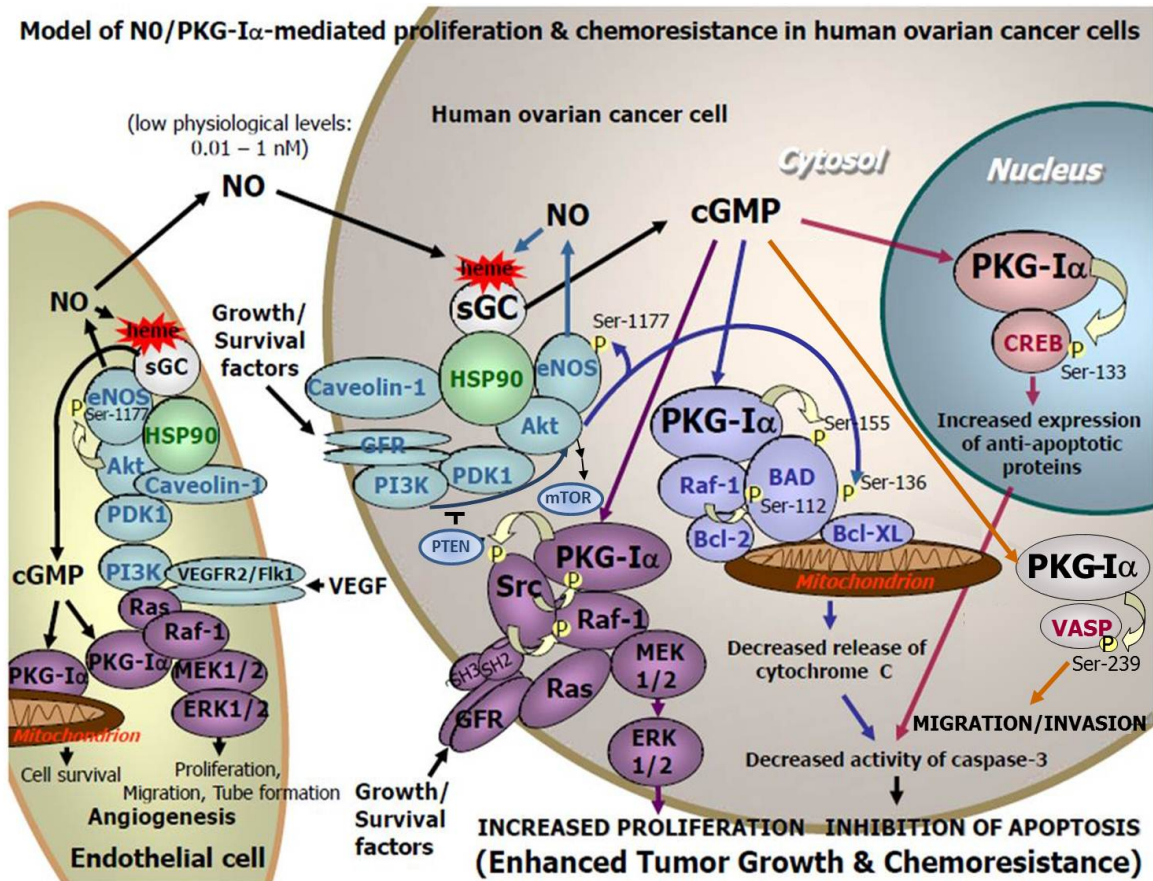 Model of N0/PKG-Iα-mediated proliferation & chemoresistance in human ovarian cancer cells
(low physiological levels:
0.01 – 1 nM)
NO
Human ovarian cancer cell
Cytosol
Nucleus
NO
cGMP
heme
sGC
HSP90
eNOS
Ser-1177
P
Akt
Caveolin-1
Growth/
Survival
factors
GFR
PI3K
PDK1
mTOR
PTEN
NO
heme
sGC
eNOS
P
Ser-1177
HSP90
Akt
Caveolin-1
PDK1
PI3K
VEGFR2/Flk1
VEGF
cGMP
Ras
Raf-1
PKG-Iα
PKG-Iα
MEK1/2
ERK1/2
Mitochondrion
Cell survival
Proliferation,
Migration, Tube formation
Angiogenesis
Endothelial cell
P
PKG-Iα
Src
P
P
Raf-1
SH3
SH2
GFR
Ras
MEK
1/2
ERK
1/2
Growth/
Survival
factors
PKG-Iα
P
Ser-155
Raf-1
BAD
P
Ser-112
P
Ser-136
Bcl-2
Bcl-XL
Mitochondrion
Decreased release of
cytochrome C
Decreased activity of caspase-3
PKG-Iα
CREB
P
Ser-133
Increased expression
of anti-apoptotic
proteins
PKG-Iα
VASP
P
Ser-239
MIGRATION/INVASION
INCREASED PROLIFERATION
INHIBITION OF APOPTOSIS
(Enhanced Tumor Growth & Chemoresistance)